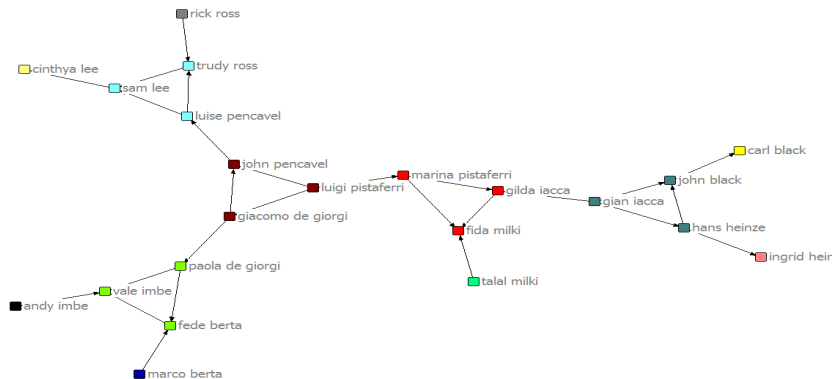 rick ross
trudy ross
cinthya lee
sam lee
luise pencavel
carl black
john pencavel
marina pistaferri
john black
luigi pistaferri
gilda iacca
gian iacca
giacomo de giorgi
fida milki
hans heinze
ingrid hein
paola de giorgi
talal milki
vale imbe
andy imbe
fede berta
marco berta